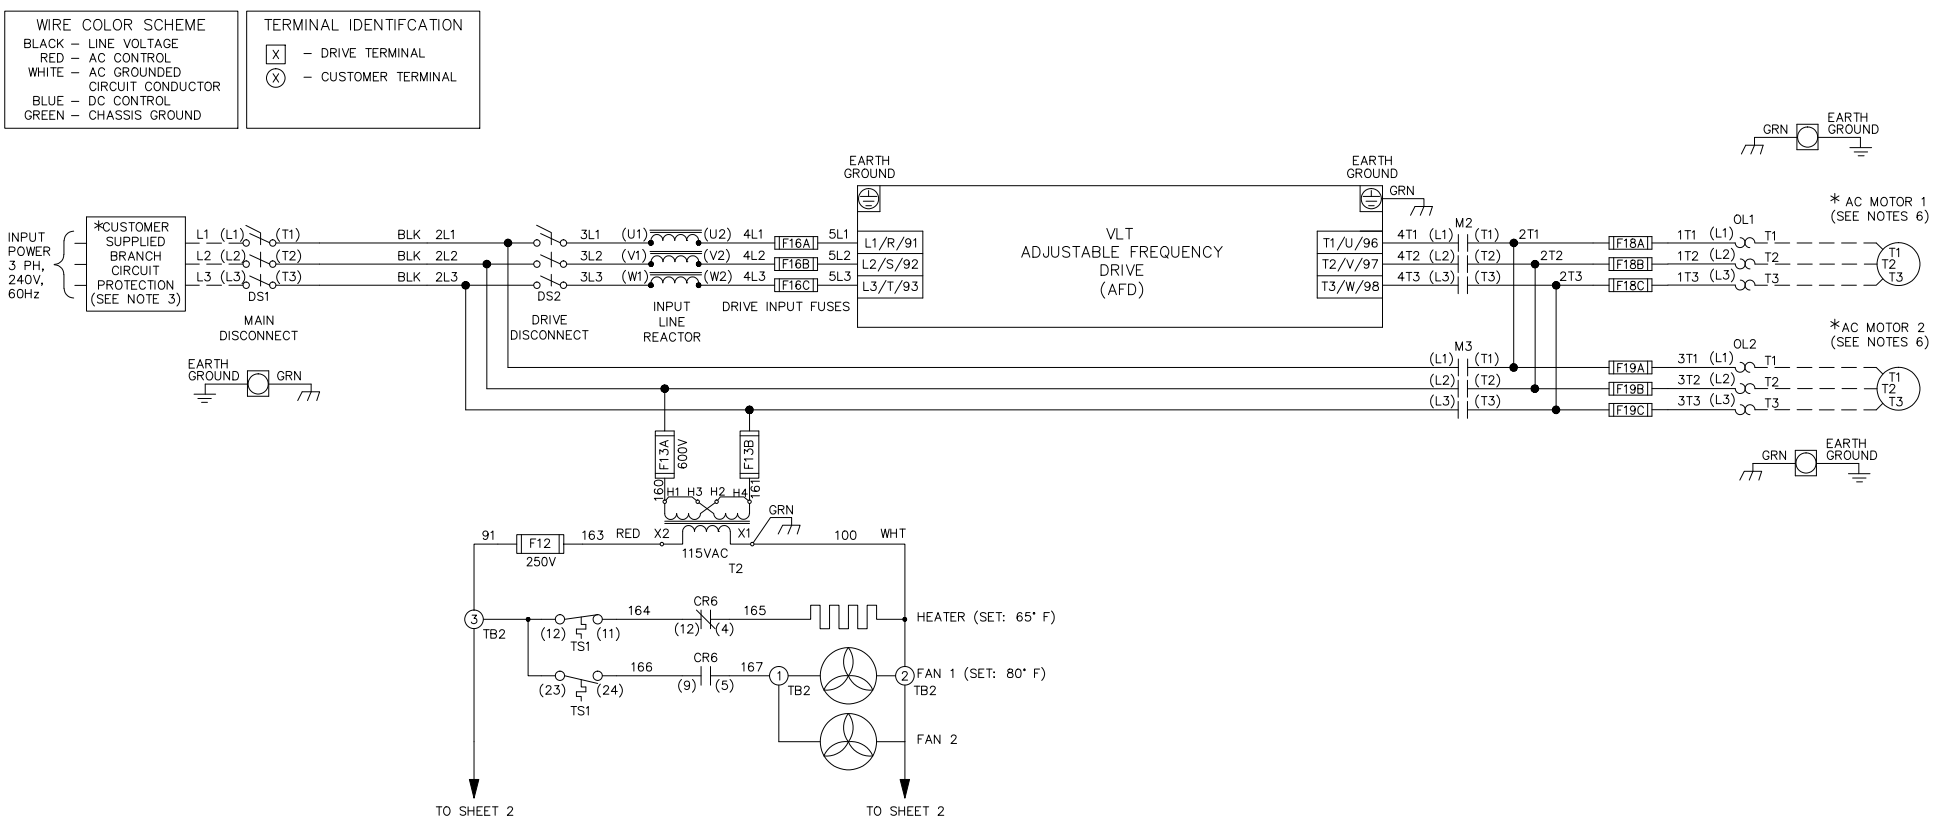 WIRE COLOR SCHEME
BLACK – LINE VOLTAGE
RED – AC CONTROL
WHITE – AC GROUNDED
CIRCUIT CONDUCTOR
BLUE – DC CONTROL
GREEN – CHASSIS GROUND
TERMINAL IDENTIFCATION
X – DRIVE TERMINAL
X – CUSTOMER TERMINAL
GRN
EARTH
GROUND
EARTH
GROUND
EARTH
GROUND
GRN
* AC MOTOR 1
(SEE NOTES 6)
INPUT
POWER
3 PH,
240V,
60Hz
*CUSTOMER
SUPPLIED
BRANCH
CIRCUIT
PROTECTION
(SEE NOTE 3)
L1 (L1) (T1) BLK 2L1 3L1 (U1) (U2) 4L1 F16A 5L1 L1/R/91
L2 (L2) (T2) BLK 2L2 3L2 (V1) (V2) 4L2 F16B 5L2 L2/S/92
L3 (L3) (T3) BLK 2L3 3L3 (W1) (W2) 4L3 F16C 5L3 L3/T/93
DS1
MAIN
DISCONNECT
DS2
DRIVE
DISCONNECT
INPUT
LINE
REACTOR
DRIVE INPUT FUSES
VLT
ADJUSTABLE FREQUENCY
DRIVE
(AFD)
M2
OL1
T1/U/96 4T1 (L1) (T1) 2T1 F18A 1T1 (L1) T1 T1
T2/V/97 4T2 (L2) (T2) 2T2 F18B 1T2 (L2) T2 T2
T3/W/98 4T3 (L3) (T3) 2T3 F18C 1T3 (L3) T3 T3
* AC MOTOR 2
(SEE NOTES 6)
M3
OL2
(L1) (T1) F19A 3T1 (L1) T1 T1
(L2) (T2) F19B 3T2 (L2) T2 T2
(L3) (T3) F19C 3T3 (L3) T3 T3
EARTH
GROUND
GRN
GRN
EARTH
GROUND
F13A
600V
F13B
160
H1 H3 H2 H4
161
GRN
91 F12 163 RED X2 X1 100 WHT
250V
115VAC
T2
3
TB2
(12) (11)
TS1
164
CR6
(12) (4)
165
HEATER (SET: 65° F)
(23) (24)
TS1
166
CR6
(9) (5)
167
1
TB2
2
TB2
FAN 1 (SET: 80° F)
FAN 2
TO SHEET 2
TO SHEET 2